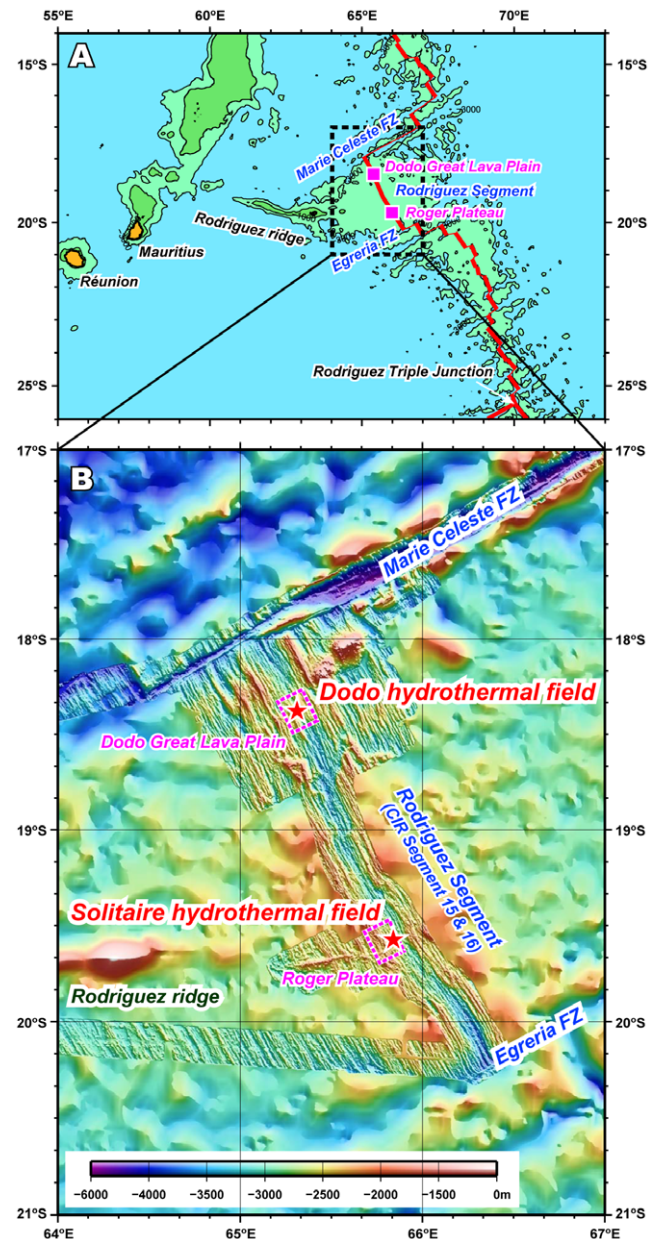 55°E 60°E 65°E 70°E
A
15°S 15°S
3000
Marie Celeste FZ
Dodo Great Lava Plain
Rodriguez Segment
20°S 20°S
Roger Plateau
Rodriguez ridge
Egreria FZ
Mauritius
Réunion
Rodriguez Triple Junction
25°S 25°S
17°S 17°S
B
Marie Celeste FZ
18°S 18°S
Dodo hydrothermal field
Dodo Great Lava Plain
19°S 19°S
Rodriguez Segment
(CIR Segment 15 & 16)
Solitaire hydrothermal field
Roger Plateau
Rodriguez ridge
20°S 20°S
Egreria FZ
−6000 −4000 −3500 −3000 −2500 −2000 −1500 0m
21°S 21°S
64°E 65°E 66°E 67°E